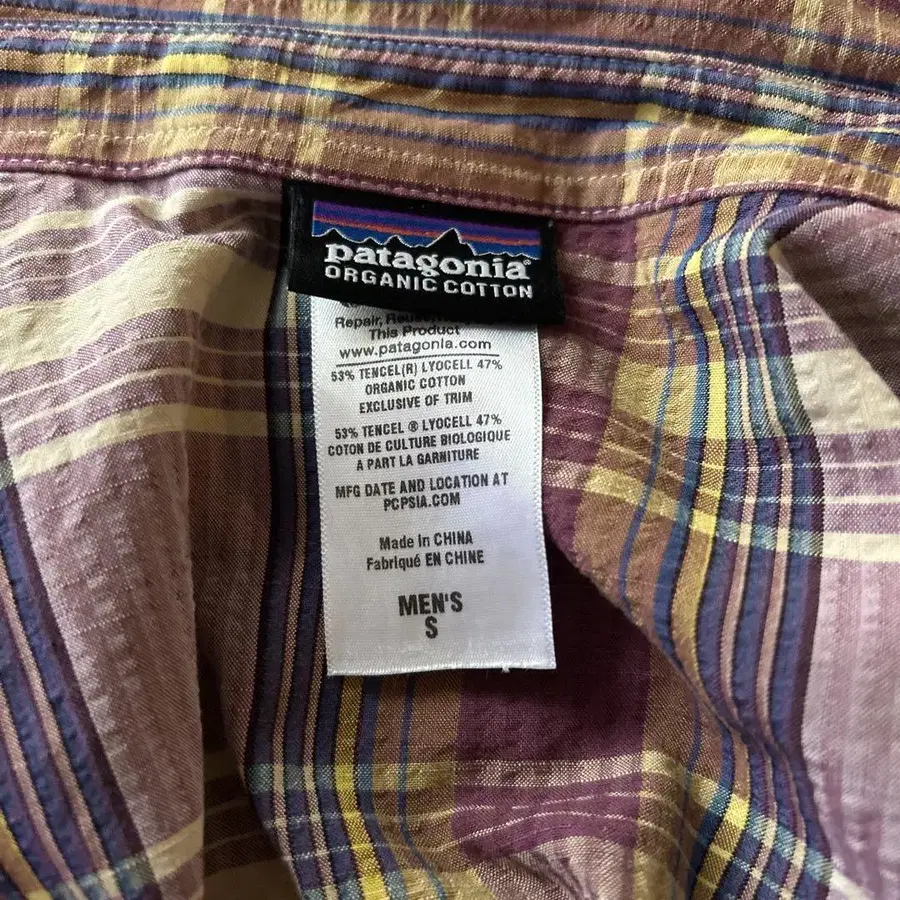 patagonia®
ORGANIC COTTON
Repair,
This Product
www.patagonia.com
53% TENCEL(R) LYOCELL 47%
ORGANIC COTTON
EXCLUSIVE OF TRIM
53% TENCEL ® LYOCELL 47%
COTON DE CULTURE BIOLOGIQUE
A PART LA GARNITURE
MFG DATE AND LOCATION AT
PCPSIA.COM
Made In CHINA
Fabriqué EN CHINE
MEN'S
S